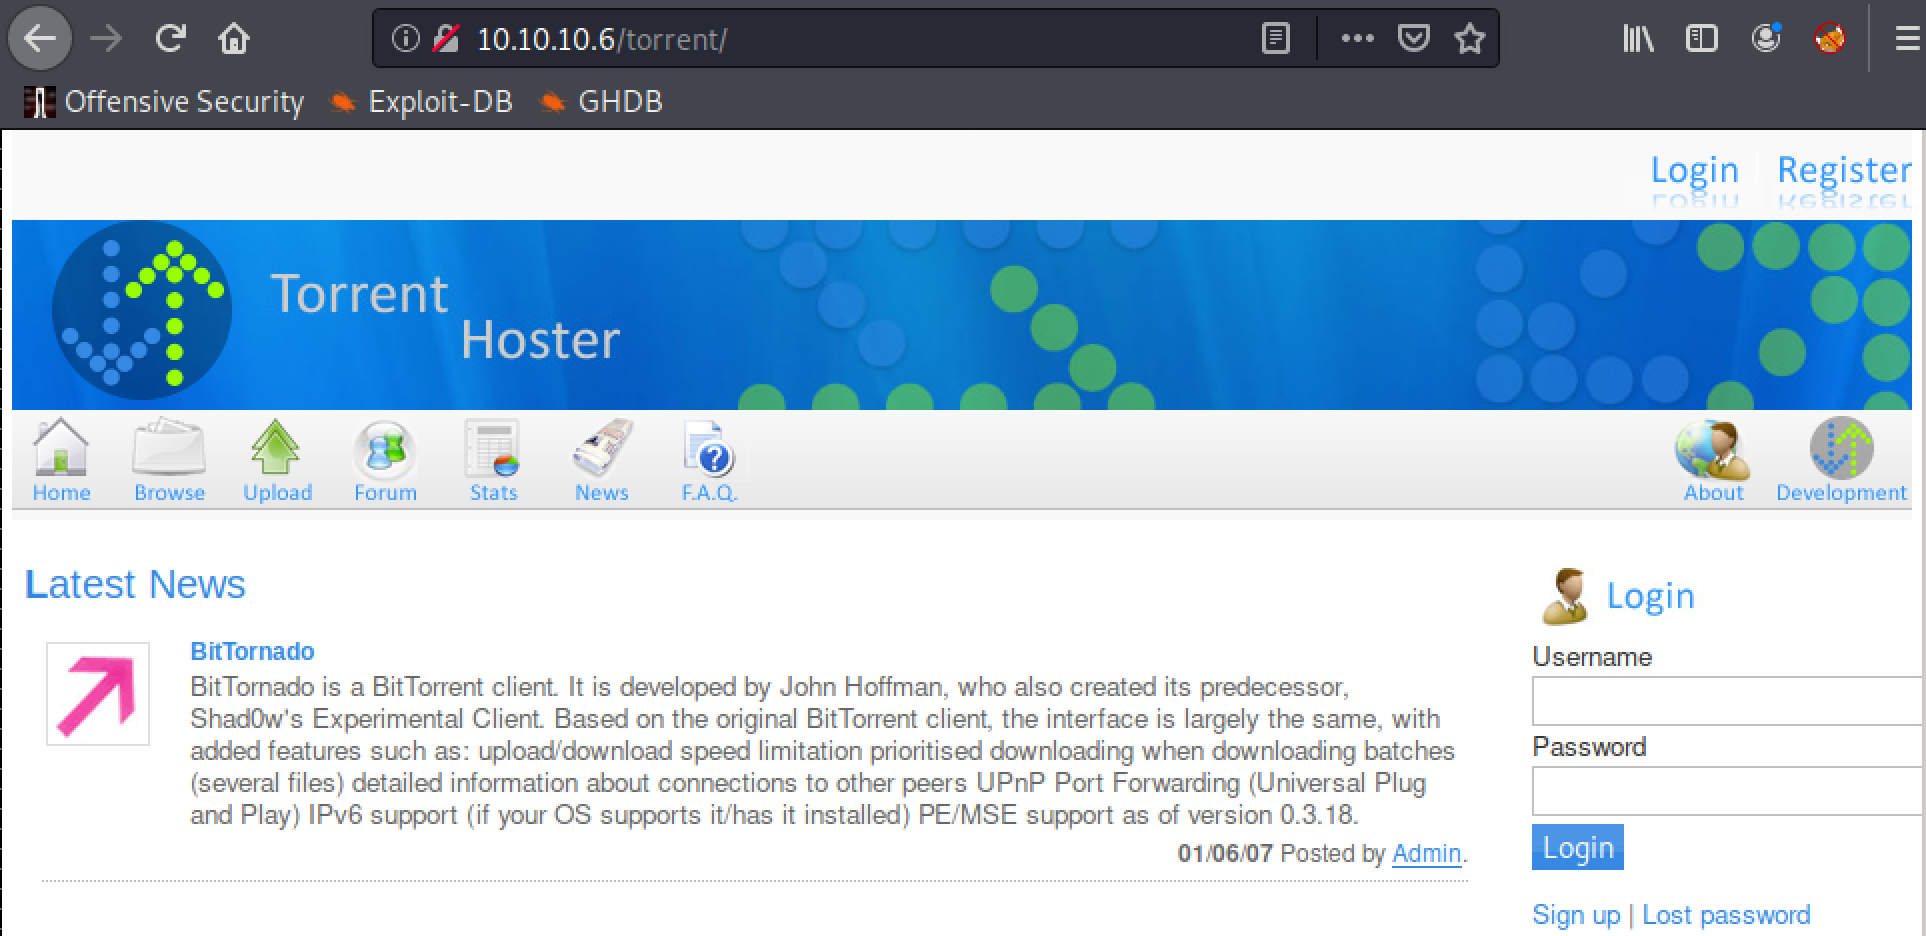 10.10.10.6/torrent/
Offensive Security Exploit-DB GHDB
Login Register
Torrent
Hoster
Home Browse Upload Forum Stats News F.A.Q. About Development
Latest News
BitTornado
BitTornado is a BitTorrent client. It is developed by John Hoffman, who also created its predecessor,
Shad0w's Experimental Client. Based on the original BitTorrent client, the interface is largely the same, with
added features such as: upload/download speed limitation prioritised downloading when downloading batches
(several files) detailed information about connections to other peers UPnP Port Forwarding (Universal Plug
and Play) IPv6 support (if your OS supports it/has it installed) PE/MSE support as of version 0.3.18.
01/06/07 Posted by Admin.
Login
Username
Password
Login
Sign up | Lost password